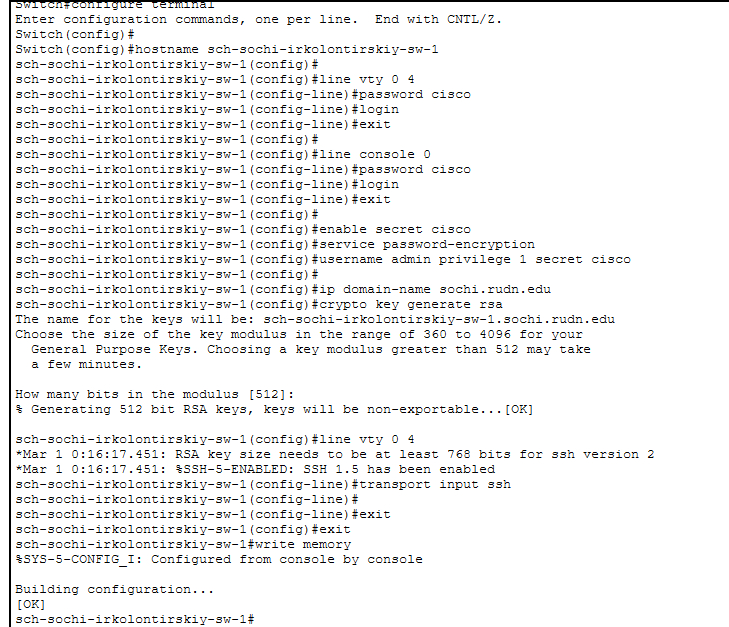 Switch#configure terminal
Enter configuration commands, one per line.  End with CNTL/Z.
Switch(config)#
Switch(config)#hostname sch-sochi-irkolontirskiy-sw-1
sch-sochi-irkolontirskiy-sw-1(config)#
sch-sochi-irkolontirskiy-sw-1(config)#line vty 0 4
sch-sochi-irkolontirskiy-sw-1(config-line)#password cisco
sch-sochi-irkolontirskiy-sw-1(config-line)#login
sch-sochi-irkolontirskiy-sw-1(config-line)#exit
sch-sochi-irkolontirskiy-sw-1(config)#
sch-sochi-irkolontirskiy-sw-1(config)#line console 0
sch-sochi-irkolontirskiy-sw-1(config-line)#password cisco
sch-sochi-irkolontirskiy-sw-1(config-line)#login
sch-sochi-irkolontirskiy-sw-1(config-line)#exit
sch-sochi-irkolontirskiy-sw-1(config)#
sch-sochi-irkolontirskiy-sw-1(config)#enable secret cisco
sch-sochi-irkolontirskiy-sw-1(config)#service password-encryption
sch-sochi-irkolontirskiy-sw-1(config)#username admin privilege 1 secret cisco
sch-sochi-irkolontirskiy-sw-1(config)#
sch-sochi-irkolontirskiy-sw-1(config)#ip domain-name sochi.rudn.edu
sch-sochi-irkolontirskiy-sw-1(config)#crypto key generate rsa
The name for the keys will be: sch-sochi-irkolontirskiy-sw-1.sochi.rudn.edu
Choose the size of the key modulus in the range of 360 to 4096 for your
  General Purpose Keys. Choosing a key modulus greater than 512 may take
  a few minutes.

How many bits in the modulus [512]:
% Generating 512 bit RSA keys, keys will be non-exportable...[OK]

sch-sochi-irkolontirskiy-sw-1(config)#line vty 0 4
*Mar 1 0:16:17.451: RSA key size needs to be at least 768 bits for ssh version 2
*Mar 1 0:16:17.451: %SSH-5-ENABLED: SSH 1.5 has been enabled
sch-sochi-irkolontirskiy-sw-1(config-line)#transport input ssh
sch-sochi-irkolontirskiy-sw-1(config-line)#
sch-sochi-irkolontirskiy-sw-1(config-line)#exit
sch-sochi-irkolontirskiy-sw-1(config)#exit
sch-sochi-irkolontirskiy-sw-1#write memory
%SYS-5-CONFIG_I: Configured from console by console

Building configuration...
[OK]
sch-sochi-irkolontirskiy-sw-1#